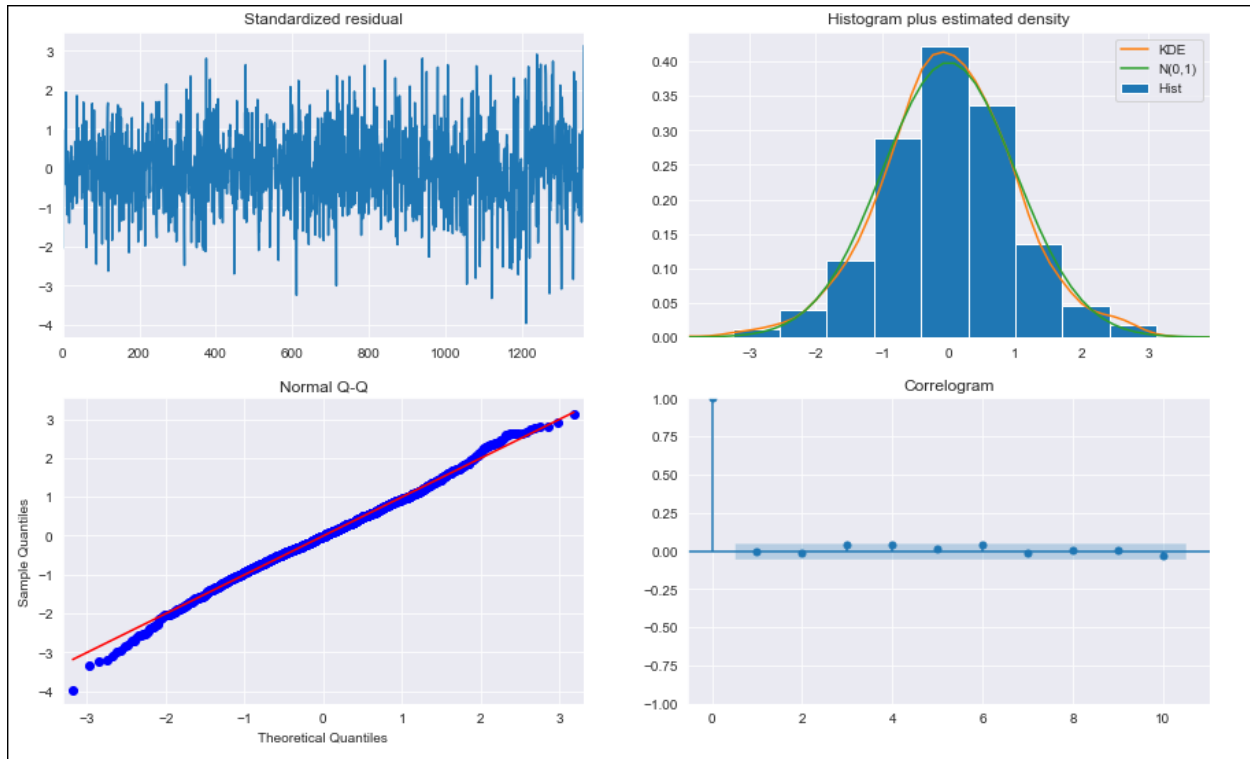 Standardized residual
3
2
1
0
−1
−2
−3
−4
0 200 400 600 800 1000 1200
Histogram plus estimated density
KDE
N(0,1)
Hist
0.40
0.35
0.30
0.25
0.20
0.15
0.10
0.05
0.00
−3 −2 −1 0 1 2 3
Normal Q-Q
Sample Quantiles
3
2
1
0
−1
−2
−3
−4
−3 −2 −1 0 1 2 3
Theoretical Quantiles
Correlogram
1.00
0.75
0.50
0.25
0.00
−0.25
−0.50
−0.75
−1.00
0 2 4 6 8 10